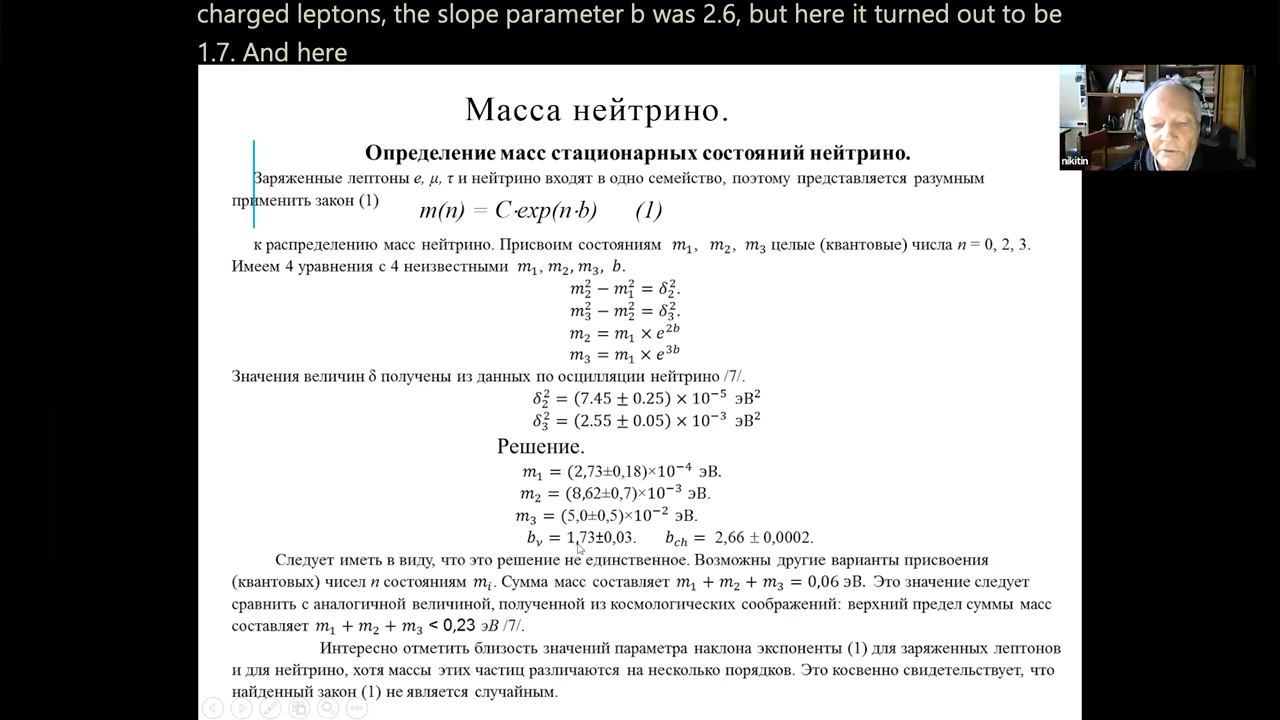 charged leptons, the slope parameter b was 2.6, but here it turned out to be
1.7. And here
nikitin
Масса нейтрино.
Определение масс стационарных состояний нейтрино.
Заряженные лептоны e, μ, τ и нейтрино входят в одно семейство, поэтому представляется разумным
применить закон (1) m(n) = C·exp(n·b) (1)
к распределению масс нейтрино. Присвоим состояниям m₁, m₂, m₃ целые (квантовые) числа n = 0, 2, 3.
Имеем 4 уравнения с 4 неизвестными m₁, m₂, m₃, b.
m₂² − m₁² = δ₂².
m₃² − m₂² = δ₃².
m₂ = m₁ × e²ᵇ
m₃ = m₁ × e³ᵇ
Значения величин δ получены из данных по осцилляции нейтрино /7/.
δ₂² = (7.45 ± 0.25) × 10⁻⁵ эВ²
δ₃² = (2.55 ± 0.05) × 10⁻³ эВ²
Решение.
m₁ = (2,73±0,18)×10⁻⁴ эВ.
m₂ = (8,62±0,7)×10⁻³ эВ.
m₃ = (5,0±0,5)×10⁻² эВ.
bᵥ = 1,73±0,03. b_ch = 2,66 ± 0,0002.
Следует иметь в виду, что это решение не единственное. Возможны другие варианты присвоения
(квантовых) чисел n состояниям mᵢ. Сумма масс составляет m₁ + m₂ + m₃ = 0,06 эВ. Это значение следует
сравнить с аналогичной величиной, полученной из космологических соображений: верхний предел суммы масс
составляет m₁ + m₂ + m₃ < 0,23 эВ /7/.
Интересно отметить близость значений параметра наклона экспоненты (1) для заряженных лептонов
и для нейтрино, хотя массы этих частиц различаются на несколько порядков. Это косвенно свидетельствует, что
найденный закон (1) не является случайным.